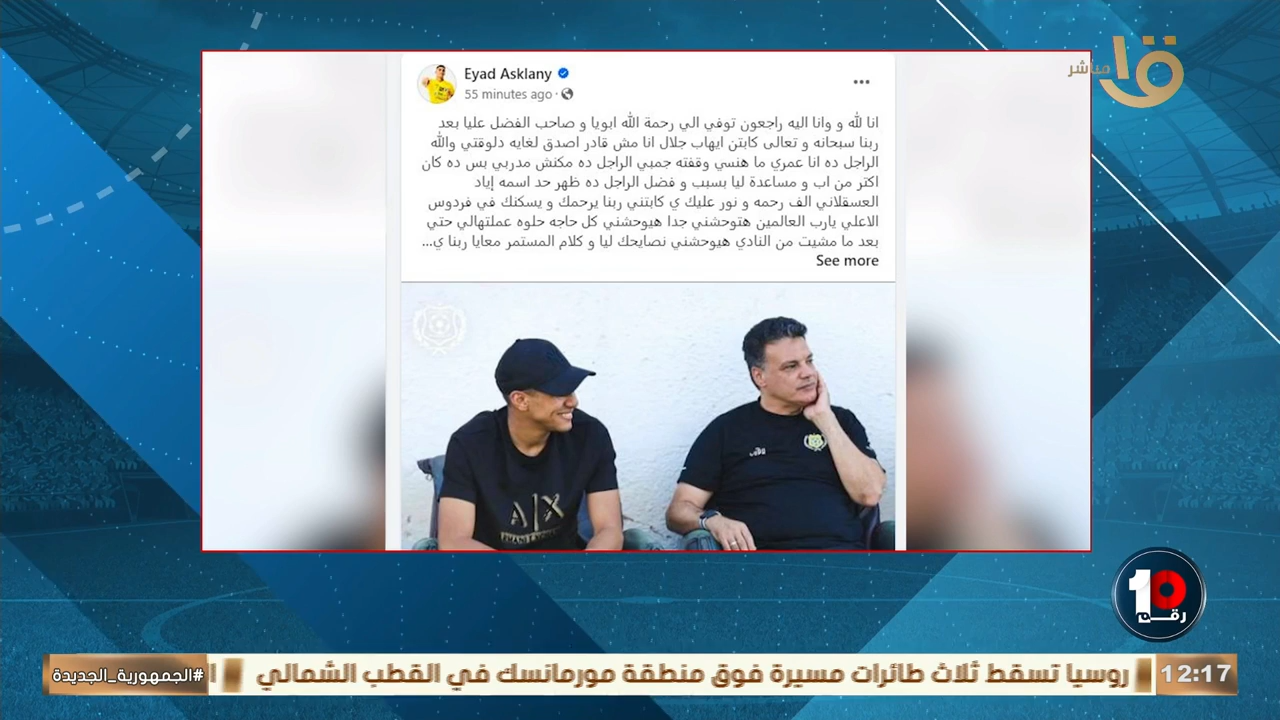 قا
مباشر
Eyad Asklany
55 minutes ago ·
انا لله و وانا اليه راجعون توفي الي رحمة الله ابويا و صاحب الفضل عليا بعد
ربنا سبحانه و تعالى كابتن ايهاب جلال انا مش قادر اصدق لغايه دلوقتي والله
الراجل ده انا عمري ما هنسي وقفته جمبي الراجل ده مكنش مدربي بس ده كان
اكتر من اب و مساعدة ليا بسبب و فضل الراجل ده ظهر حد اسمه إياد
العسقلاني الف رحمه و نور عليك ي كابتني ربنا يرحمك و يسكنك في فردوس
الاعلي يارب العالمين هتوحشني جدا هيوحشني كل حاجه حلوه عملتهالي حتي
بعد ما مشيت من النادي هيوحشني نصايحك ليا و كلام المستمر معايا ربنا ي...
See more
A|X
ARMANI EXCHANGE
10
رقم
12:17
روسيا تسقط ثلاث طائرات مسيرة فوق منطقة مورمانسك في القطب الشمالي
#الجمهورية_الجديدة